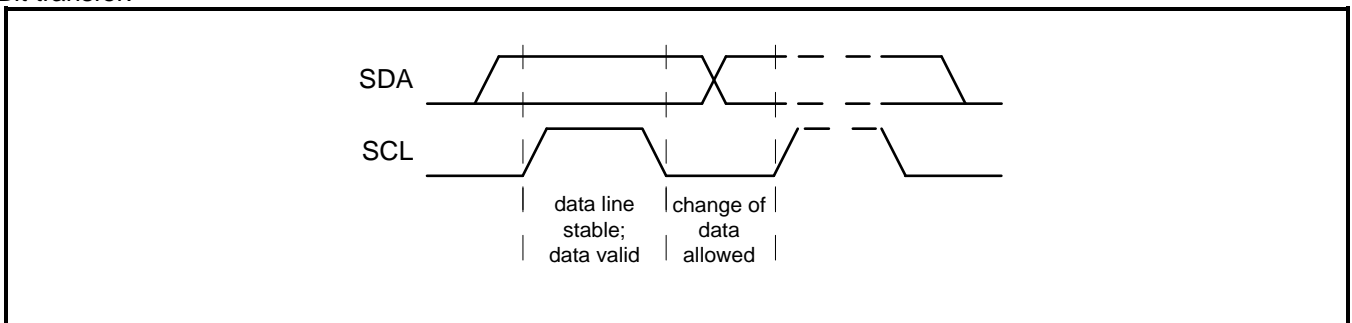 SDA
SCL
data line
stable;
data valid
change of
data
allowed